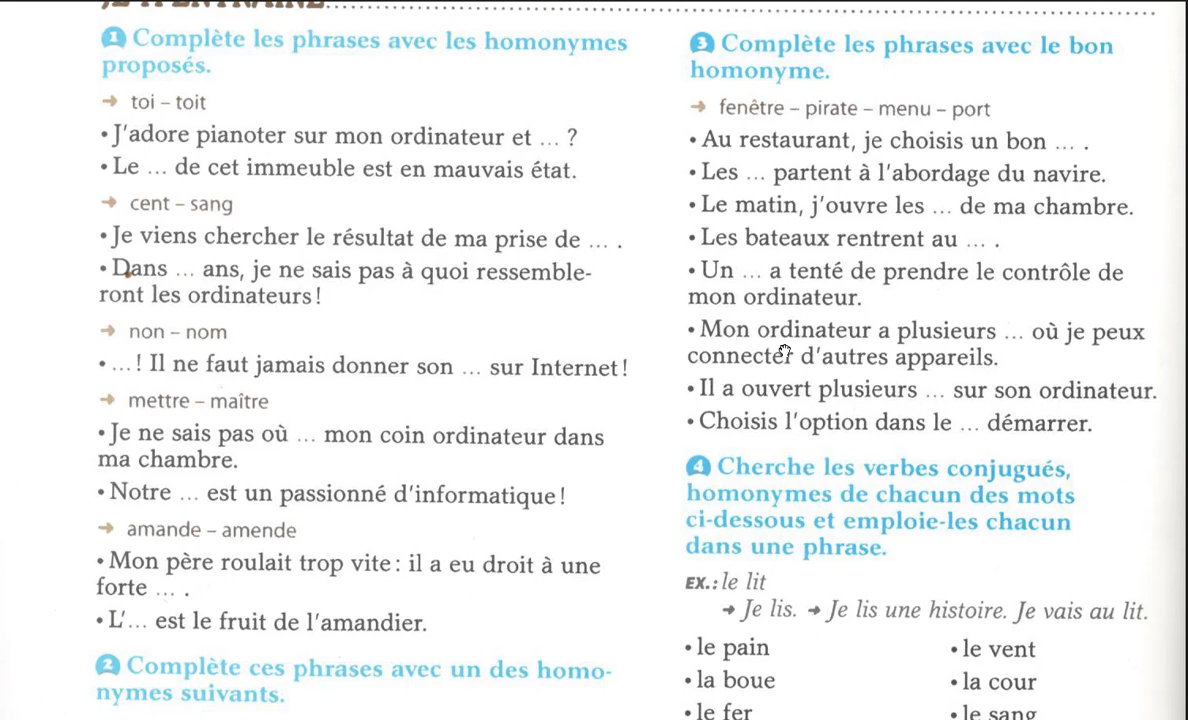 ❶ Complète les phrases avec les homonymes
proposés.
➜ toi – toit
• J'adore pianoter sur mon ordinateur et ... ?
• Le ... de cet immeuble est en mauvais état.
➜ cent – sang
• Je viens chercher le résultat de ma prise de ... .
• Dans ... ans, je ne sais pas à quoi ressemble-
ront les ordinateurs !
➜ non – nom
• ... ! Il ne faut jamais donner son ... sur Internet !
➜ mettre – maître
• Je ne sais pas où ... mon coin ordinateur dans
ma chambre.
• Notre ... est un passionné d'informatique !
➜ amande – amende
• Mon père roulait trop vite : il a eu droit à une
forte ... .
• L'... est le fruit de l'amandier.
❷ Complète ces phrases avec un des homo-
nymes suivants.
❸ Complète les phrases avec le bon
homonyme.
➜ fenêtre – pirate – menu – port
• Au restaurant, je choisis un bon ... .
• Les ... partent à l'abordage du navire.
• Le matin, j'ouvre les ... de ma chambre.
• Les bateaux rentrent au ... .
• Un ... a tenté de prendre le contrôle de
mon ordinateur.
• Mon ordinateur a plusieurs ... où je peux
connecter d'autres appareils.
• Il a ouvert plusieurs ... sur son ordinateur.
• Choisis l'option dans le ... démarrer.
❹ Cherche les verbes conjugués,
homonymes de chacun des mots
ci-dessous et emploie-les chacun
dans une phrase.
EX.: le lit
➜ Je lis. ➜ Je lis une histoire. Je vais au lit.
• le pain
• la boue
• le fer
• le vent
• la cour
• le sang